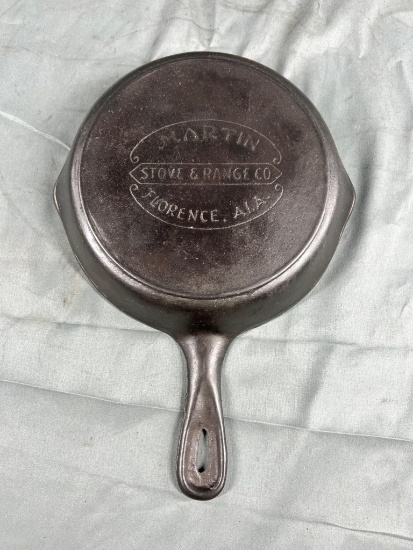 MARTIN
STOVE & RANGE CO
FLORENCE, ALA.